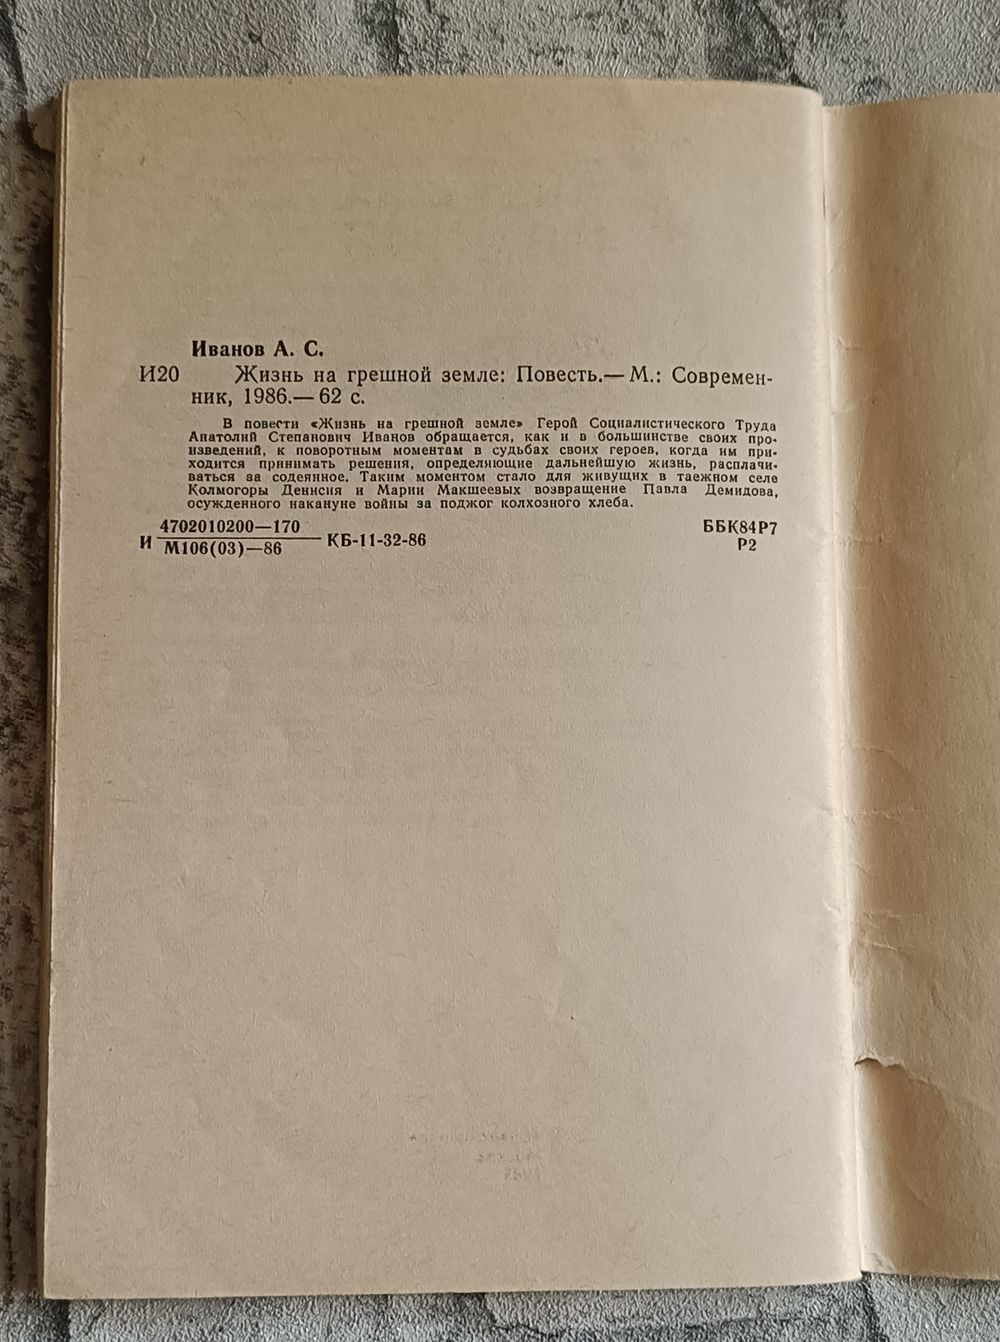 Иванов А. С.
И20 Жизнь на грешной земле: Повесть.— М.: Современ-
ник, 1986.— 62 с.
В повести «Жизнь на грешной земле» Герой Социалистического Труда
Анатолий Степанович Иванов обращается, как и в большинстве своих про-
изведений, к поворотным моментам в судьбах своих героев, когда им при-
ходится принимать решения, определяющие дальнейшую жизнь, расплачи-
ваться за содеянное. Таким моментом стало для живущих в таежном селе
Колмогоры Денисия и Марии Макшеевых возвращение Павла Демидова,
осужденного накануне войны за поджог колхозного хлеба.
4702010200—170
И М106(03)—86 КБ-11-32-86
ББК84Р7
Р2